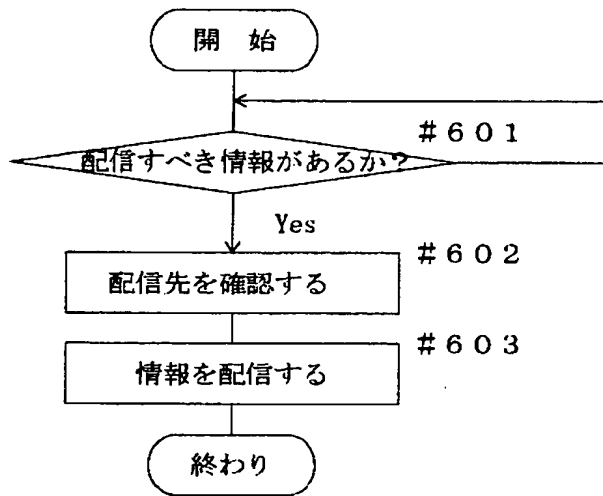 開 始
#601
配信すべき情報があるか?
Yes
#602
配信先を確認する
#603
情報を配信する
終わり